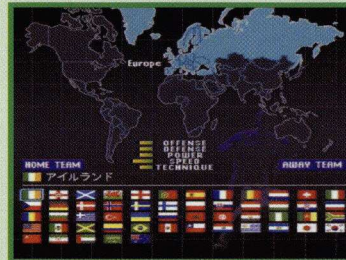 Europe
OFFENSE
DEFENSE
POWER
SPEED
TECHNIQUE
HOME TEAM
AWAY TEAM
アイルランド